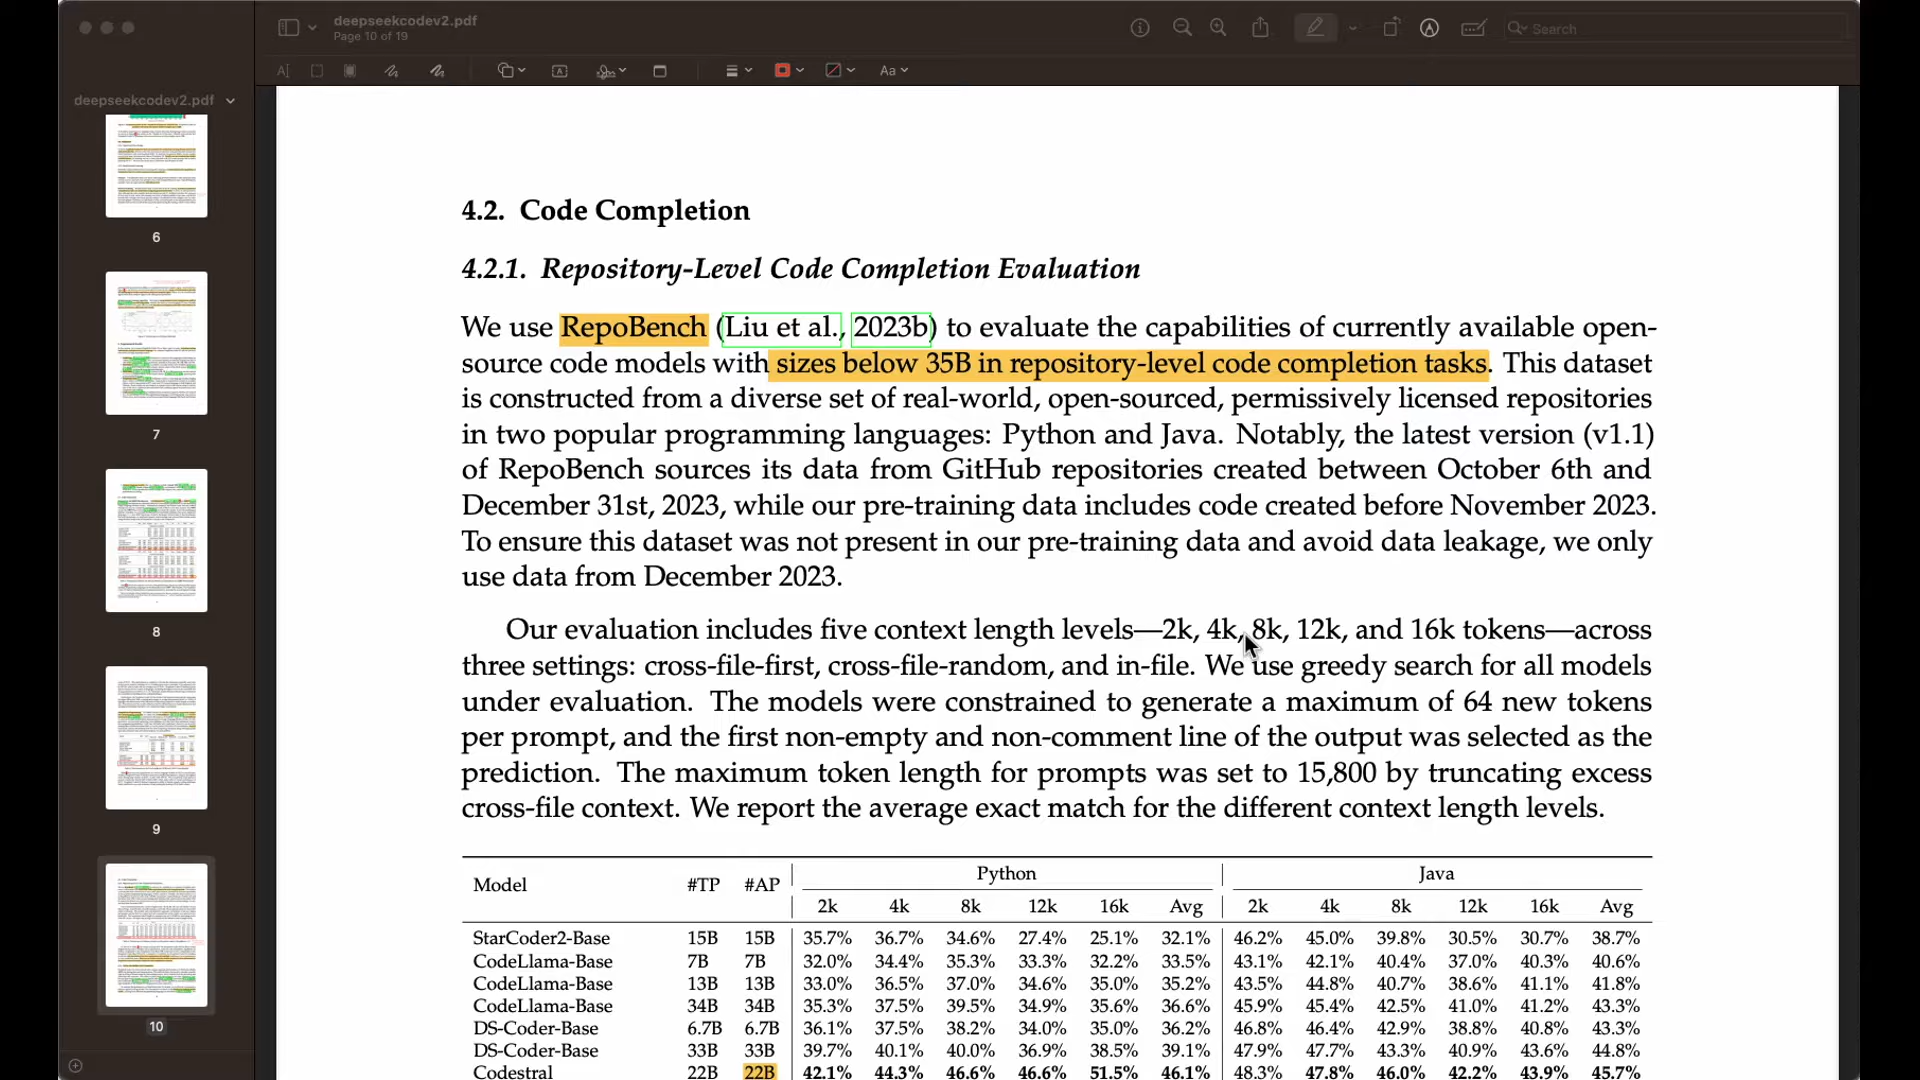 deepseekcodev2.pdf
Page 10 of 19
Search
Aa
deepseekcodev2.pdf
6
7
8
9
10
4.2. Code Completion
4.2.1. Repository-Level Code Completion Evaluation
We use RepoBench (Liu et al., 2023b) to evaluate the capabilities of currently available open-
source code models with sizes below 35B in repository-level code completion tasks. This dataset
is constructed from a diverse set of real-world, open-sourced, permissively licensed repositories
in two popular programming languages: Python and Java. Notably, the latest version (v1.1)
of RepoBench sources its data from GitHub repositories created between October 6th and
December 31st, 2023, while our pre-training data includes code created before November 2023.
To ensure this dataset was not present in our pre-training data and avoid data leakage, we only
use data from December 2023.
Our evaluation includes five context length levels—2k, 4k, 8k, 12k, and 16k tokens—across
three settings: cross-file-first, cross-file-random, and in-file. We use greedy search for all models
under evaluation. The models were constrained to generate a maximum of 64 new tokens
per prompt, and the first non-empty and non-comment line of the output was selected as the
prediction. The maximum token length for prompts was set to 15,800 by truncating excess
cross-file context. We report the average exact match for the different context length levels.
Model #TP #AP Python Java
2k 4k 8k 12k 16k Avg 2k 4k 8k 12k 16k Avg
StarCoder2-Base 15B 15B 35.7% 36.7% 34.6% 27.4% 25.1% 32.1% 46.2% 45.0% 39.8% 30.5% 30.7% 38.7%
CodeLlama-Base 7B 7B 32.0% 34.4% 35.3% 33.3% 32.2% 33.5% 43.1% 42.1% 40.4% 37.0% 40.3% 40.6%
CodeLlama-Base 13B 13B 33.0% 36.5% 37.0% 34.6% 35.0% 35.2% 43.5% 44.8% 40.7% 38.6% 41.1% 41.8%
CodeLlama-Base 34B 34B 35.3% 37.5% 39.5% 34.9% 35.6% 36.6% 45.9% 45.4% 42.5% 41.0% 41.2% 43.3%
DS-Coder-Base 6.7B 6.7B 36.1% 37.5% 38.2% 34.0% 35.0% 36.2% 46.8% 46.4% 42.9% 38.8% 40.8% 43.3%
DS-Coder-Base 33B 33B 39.7% 40.1% 40.0% 36.9% 38.5% 39.1% 47.9% 47.7% 43.3% 40.9% 43.6% 44.8%
Codestral 22B 22B 42.1% 44.3% 46.6% 46.6% 51.5% 46.1% 48.3% 47.8% 46.0% 42.2% 43.9% 45.7%